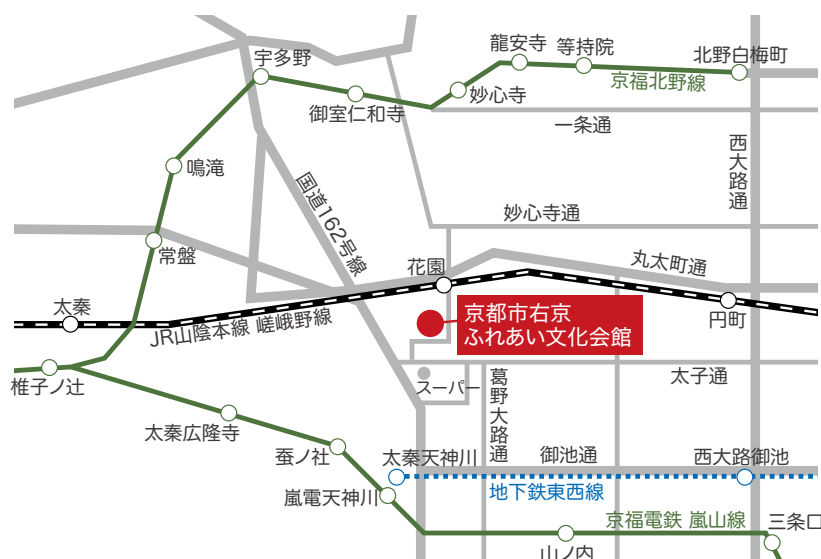 龍安寺
等持院
北野白梅町
宇多野
京福北野線
妙心寺
御室仁和寺
一条通
西大路通
鳴滝
国道162号線
妙心寺通
常盤
花園
丸太町通
太秦
京都市右京
ふれあい文化会館
円町
JR山陰本線 嵯峨野線
椎子ノ辻
スーパー
葛野大路通
太子通
太秦広隆寺
蚕ノ社
太秦天神川
御池通
西大路御池
嵐電天神川
地下鉄東西線
京福電鉄 嵐山線
三条口
山ノ内